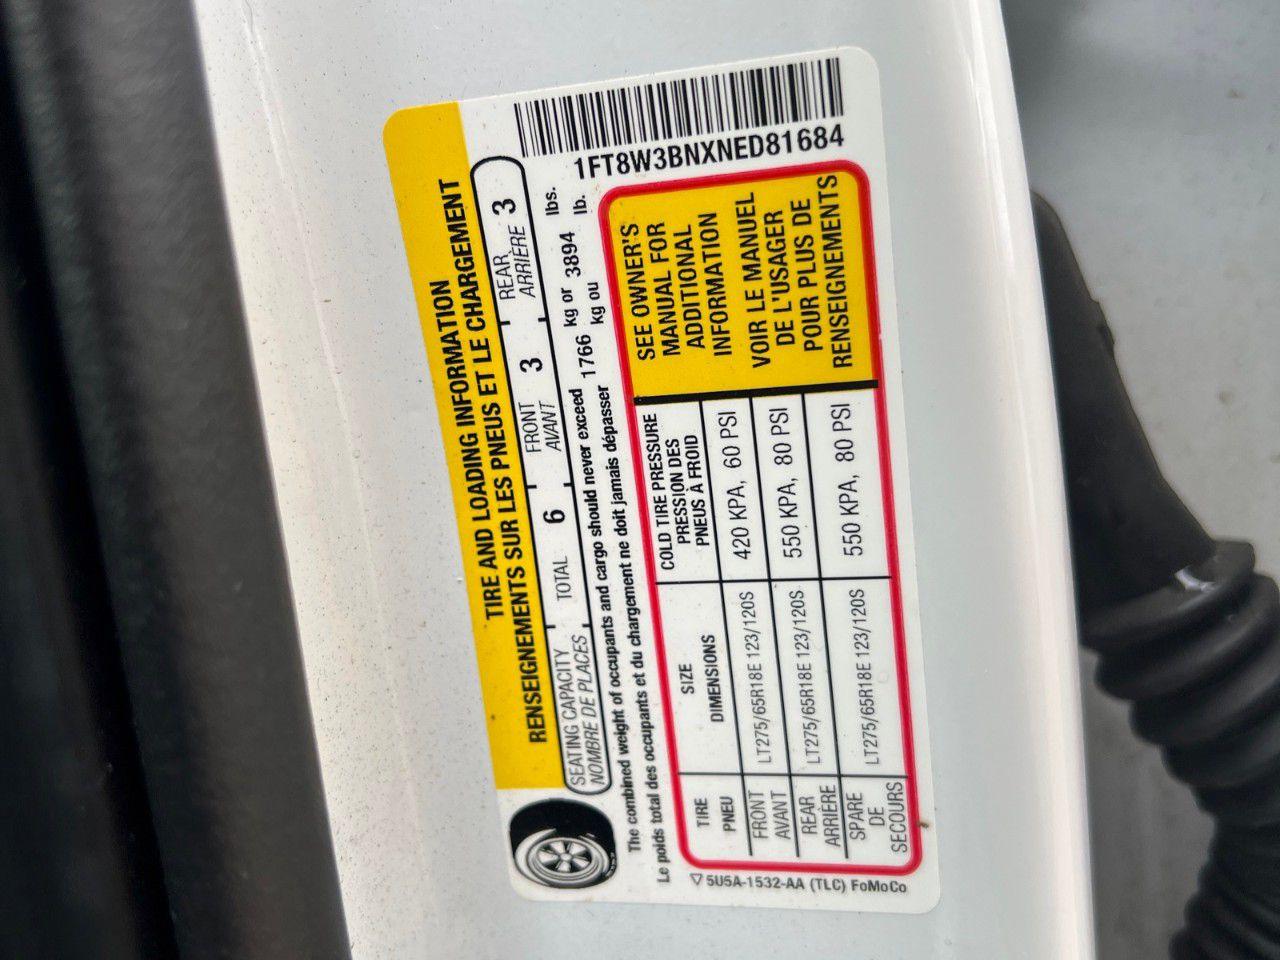 TIRE AND LOADING INFORMATION
RENSEIGNEMENTS SUR LES PNEUS ET LE CHARGEMENT
SEATING CAPACITY TOTAL 6 FRONT 3 REAR 3
NOMBRE DE PLACES AVANT ARRIÈRE
The combined weight of occupants and cargo should never exceed 1766 kg or 3894 lbs.
Le poids total des occupants et du chargement ne doit jamais dépasser kg ou lb.
1FT8W3BNXNED81684
TIRE
PNEU
SIZE
DIMENSIONS
COLD TIRE PRESSURE
PRESSION DES
PNEUS À FROID
FRONT
AVANT
LT275/65R18E 123/120S
420 KPA, 60 PSI
REAR
ARRIÈRE
LT275/65R18E 123/120S
550 KPA, 80 PSI
SPARE
DE
SECOURS
LT275/65R18E 123/120S
550 KPA, 80 PSI
SEE OWNER'S
MANUAL FOR
ADDITIONAL
INFORMATION
VOIR LE MANUEL
DE L'USAGER
POUR PLUS DE
RENSEIGNEMENTS
5U5A-1532-AA (TLC) FoMoCo